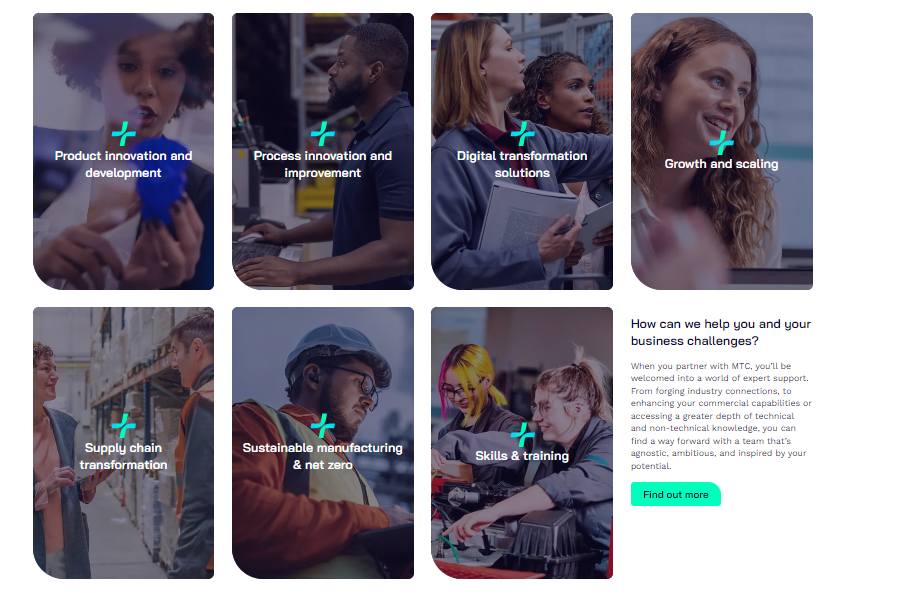 Product innovation and
development
Process innovation and
improvement
Digital transformation
solutions
Growth and scaling
Supply chain
transformation
Sustainable manufacturing
& net zero
Skills & training
How can we help you and your
business challenges?
When you partner with MTC, you'll be
welcomed into a world of expert support.
From forging industry connections, to
enhancing your commercial capabilities or
accessing a greater depth of technical
and non-technical knowledge, you can
find a way forward with a team that's
agnostic, ambitious, and inspired by your
potential.
Find out more